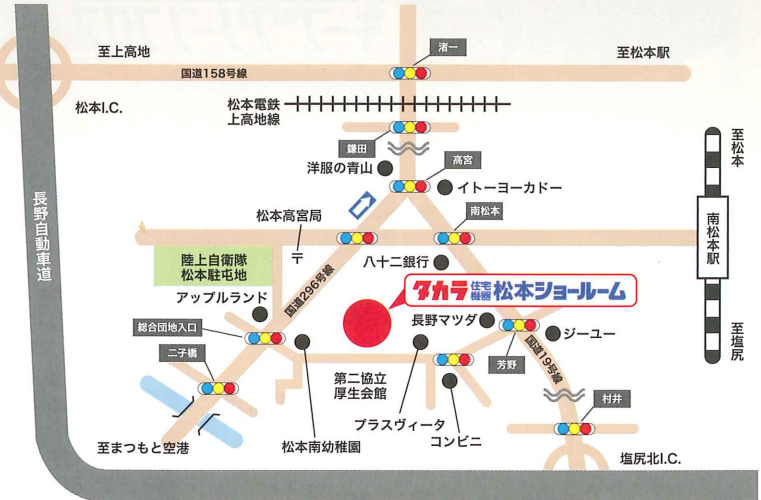 至上高地
渚一
至松本駅
国道158号線
松本I.C.
松本電鉄
上高地線
鎌田
洋服の青山
高宮
イトーヨーカドー
至松本
長野自動車道
松本高宮局
南松本
南松本駅
八十二銀行
陸上自衛隊
松本駐屯地
国道296号線
タカラ住宅機器松本ショールーム
アップルランド
長野マツダ
ジーユー
至塩尻
総合団地入口
芳野
国道19号線
二子橋
第二協立
厚生会館
村井
プラスヴィータ
コンビニ
至まつもと空港
松本南幼稚園
塩尻北I.C.